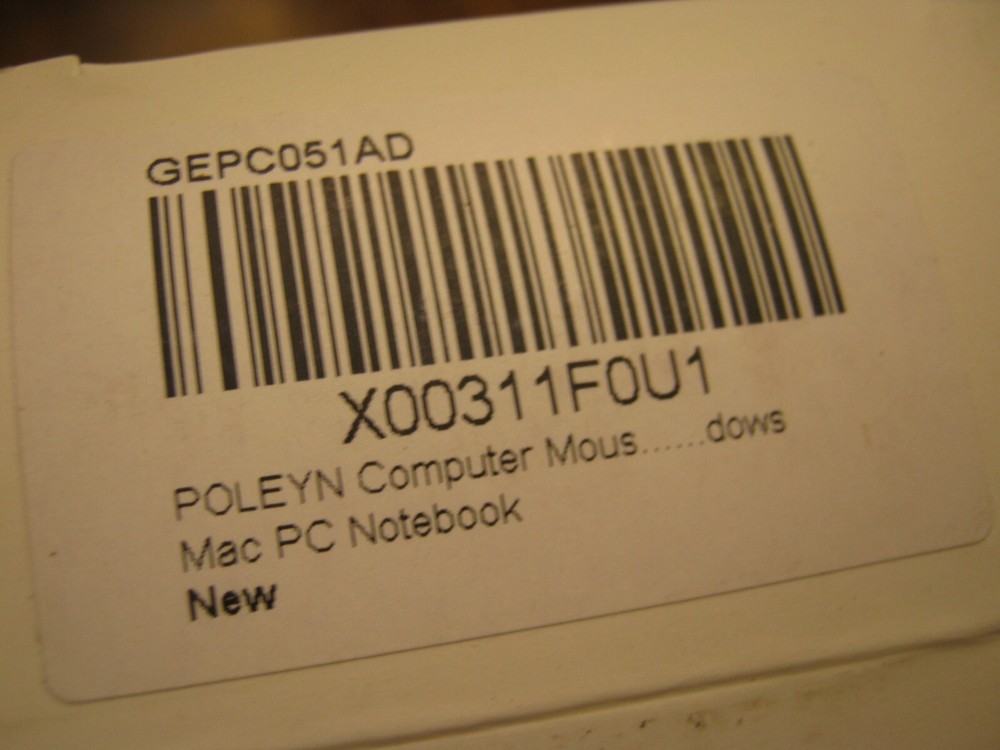 GEPC051AD
X00311F0U1
POLEYN Computer Mous......dows
Mac PC Notebook
New